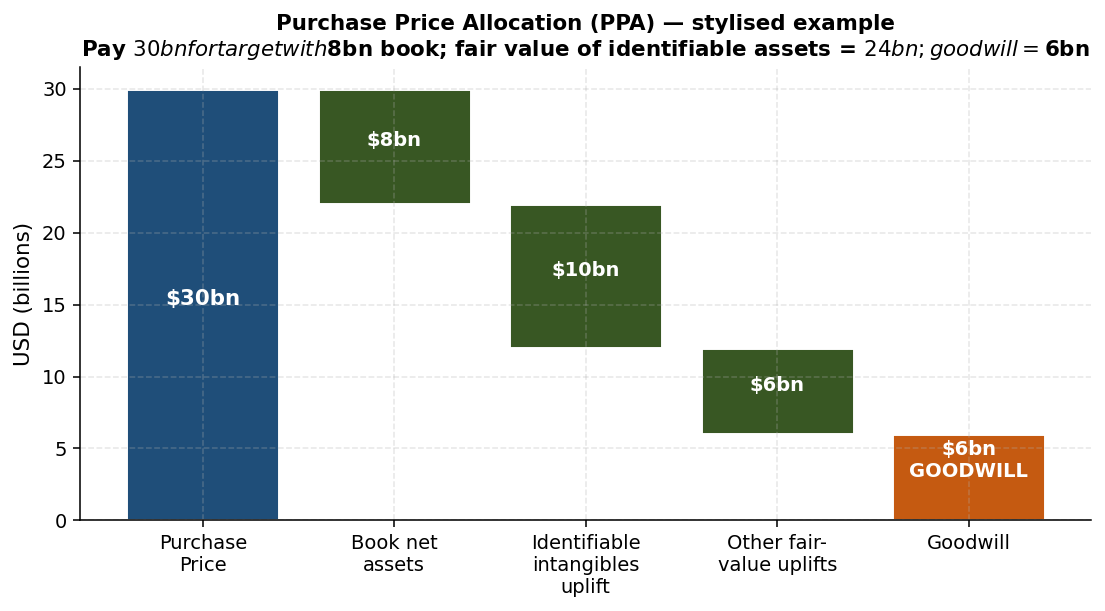 Purchase Price Allocation (PPA) — stylised example
Pay 30bnfortargetwith8bn book; fair value of identifiable assets = 24bn; goodwill = 6bn
30
25
20
15
10
5
0
USD (billions)
$30bn
$8bn
$10bn
$6bn
$6bn
GOODWILL
Purchase
Price
Book net
assets
Identifiable
intangibles
uplift
Other fair-
value uplifts
Goodwill